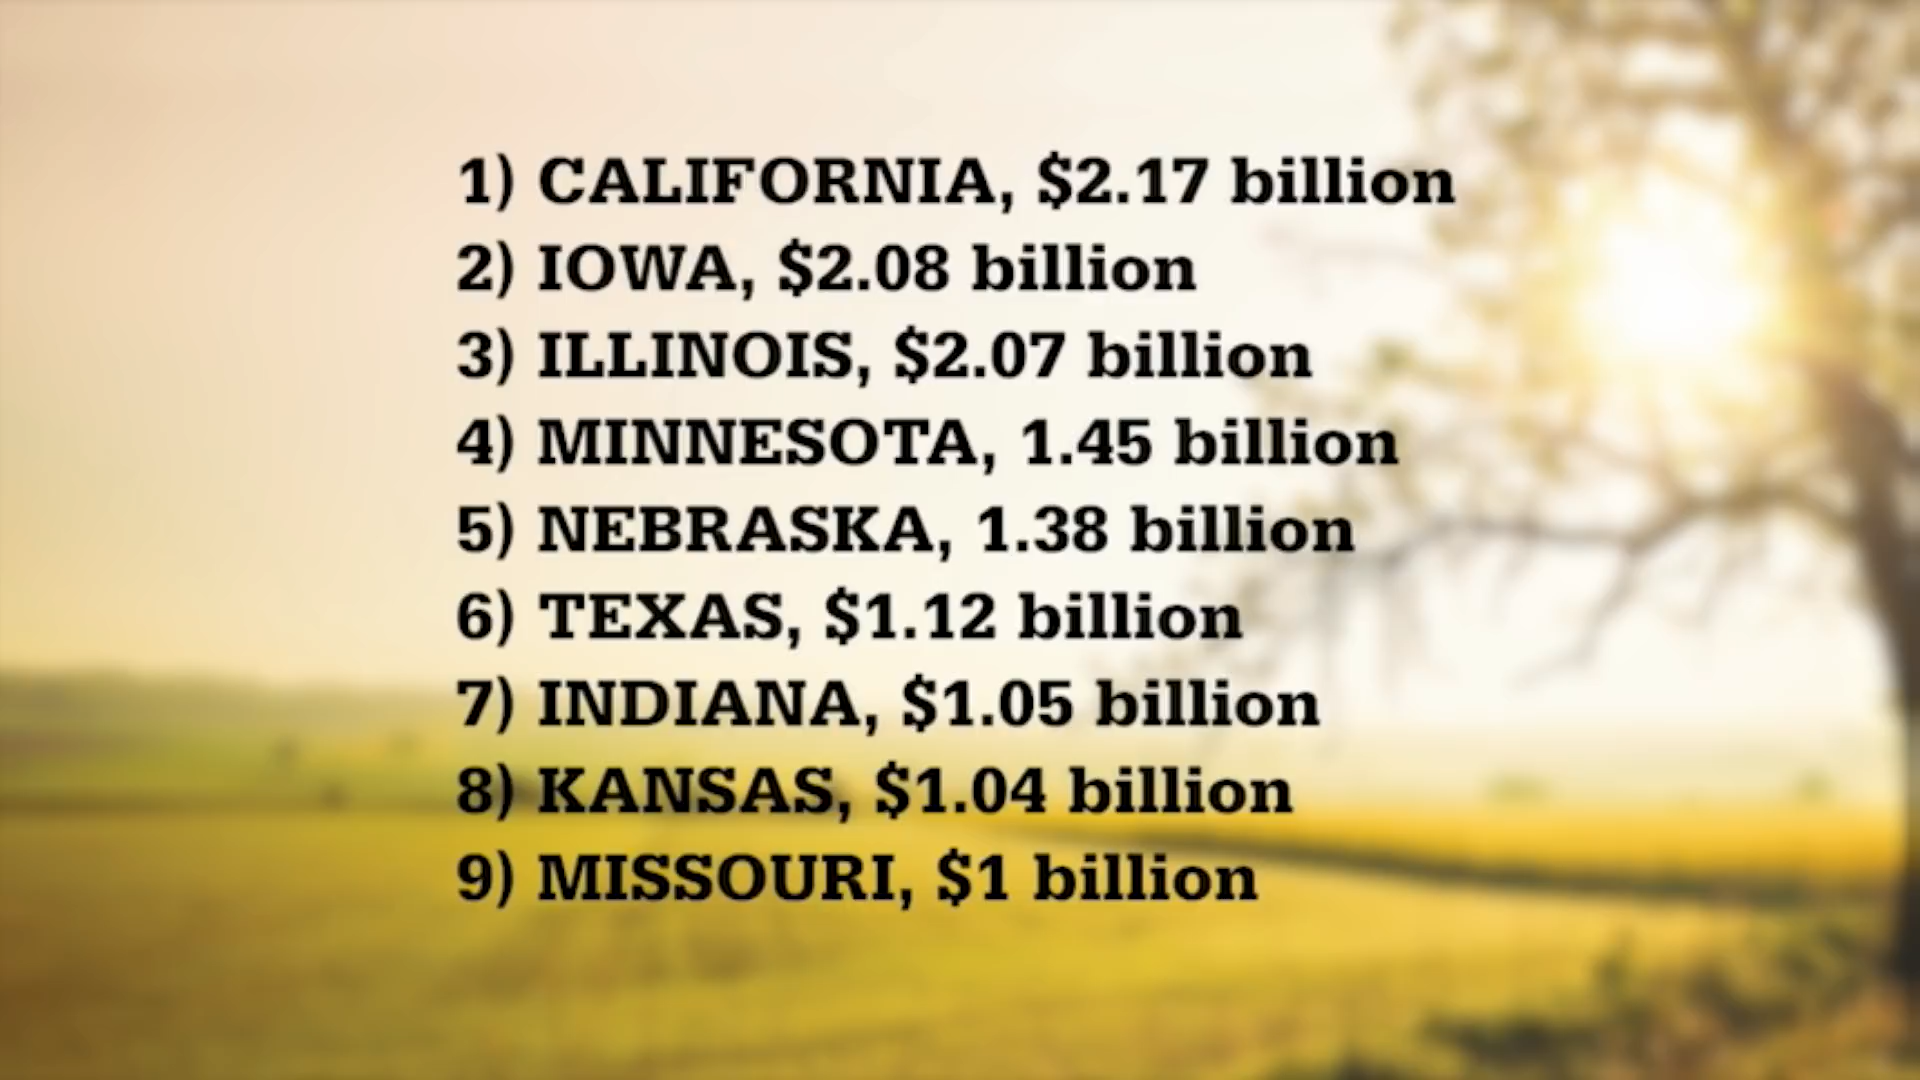 1) CALIFORNIA, $2.17 billion
2) IOWA, $2.08 billion
3) ILLINOIS, $2.07 billion
4) MINNESOTA, 1.45 billion
5) NEBRASKA, 1.38 billion
6) TEXAS, $1.12 billion
7) INDIANA, $1.05 billion
8) KANSAS, $1.04 billion
9) MISSOURI, $1 billion